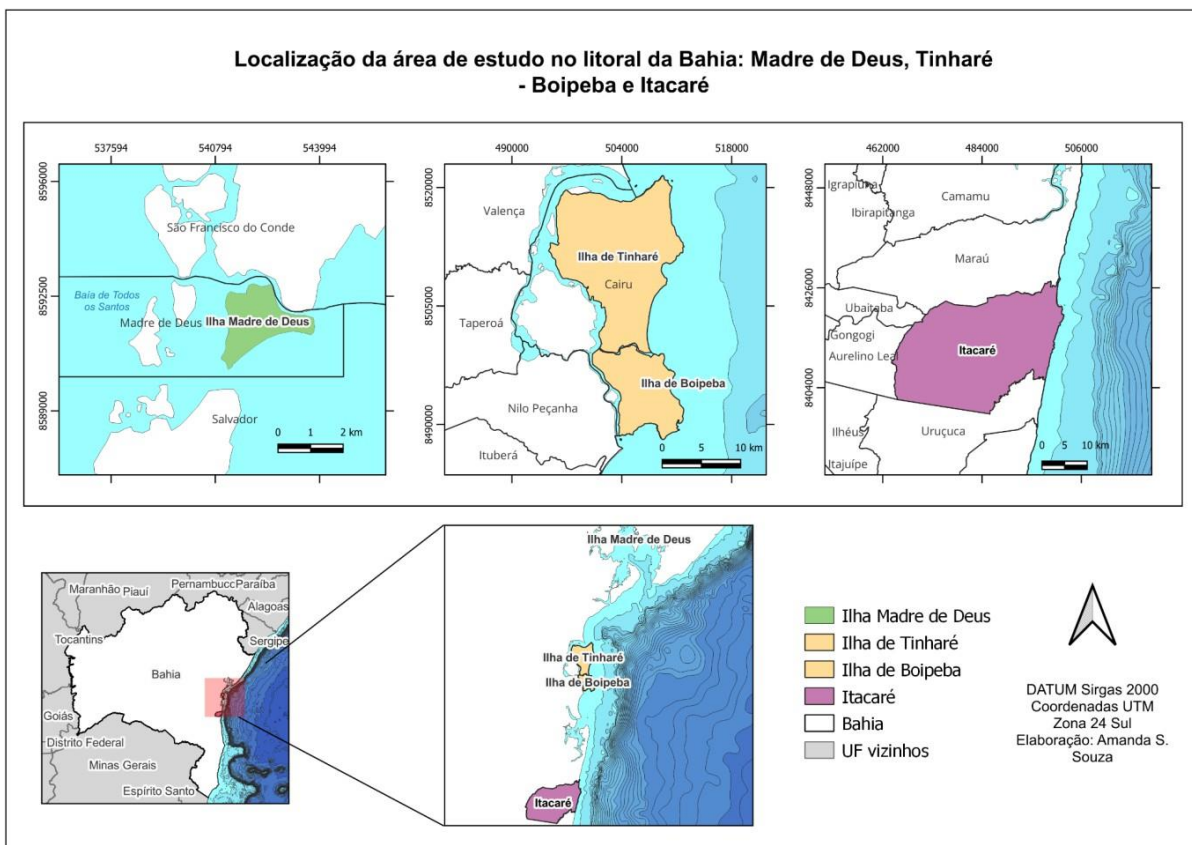 Localização da área de estudo no litoral da Bahia: Madre de Deus, Tinharé
- Boipeba e Itacaré
537594 540794 543994
8596000
8592500
8589000
São Francisco do Conde
Baía de Todos
os Santos
Madre de Deus
Ilha Madre de Deus
Salvador
0 1 2 km
490000 504000 518000
8520000
8505000
8490000
Valença
Ilha de Tinharé
Cairu
Taperoá
Ilha de Boipeba
Nilo Peçanha
Ituberá
0 5 10 km
462000 484000 506000
8448000
8426000
8404000
Igrapiuna
Camamu
Ibirapitanga
Maraú
Ubaitaba
Gongogi
Aurelino Leal
Itacaré
Ilhéus
Uruçuca
Itajuípe
0 5 10 km
Maranhão
Piauí
Pernambuco
Paraíba
Alagoas
Tocantins
Sergipe
Bahia
Goiás
Distrito Federal
Minas Gerais
Espírito Santo
Ilha Madre de Deus
Ilha de Tinharé
Ilha de Boipeba
Itacaré
Ilha Madre de Deus
Ilha de Tinharé
Ilha de Boipeba
Itacaré
Bahia
UF vizinhos
DATUM Sirgas 2000
Coordenadas UTM
Zona 24 Sul
Elaboração: Amanda S.
Souza